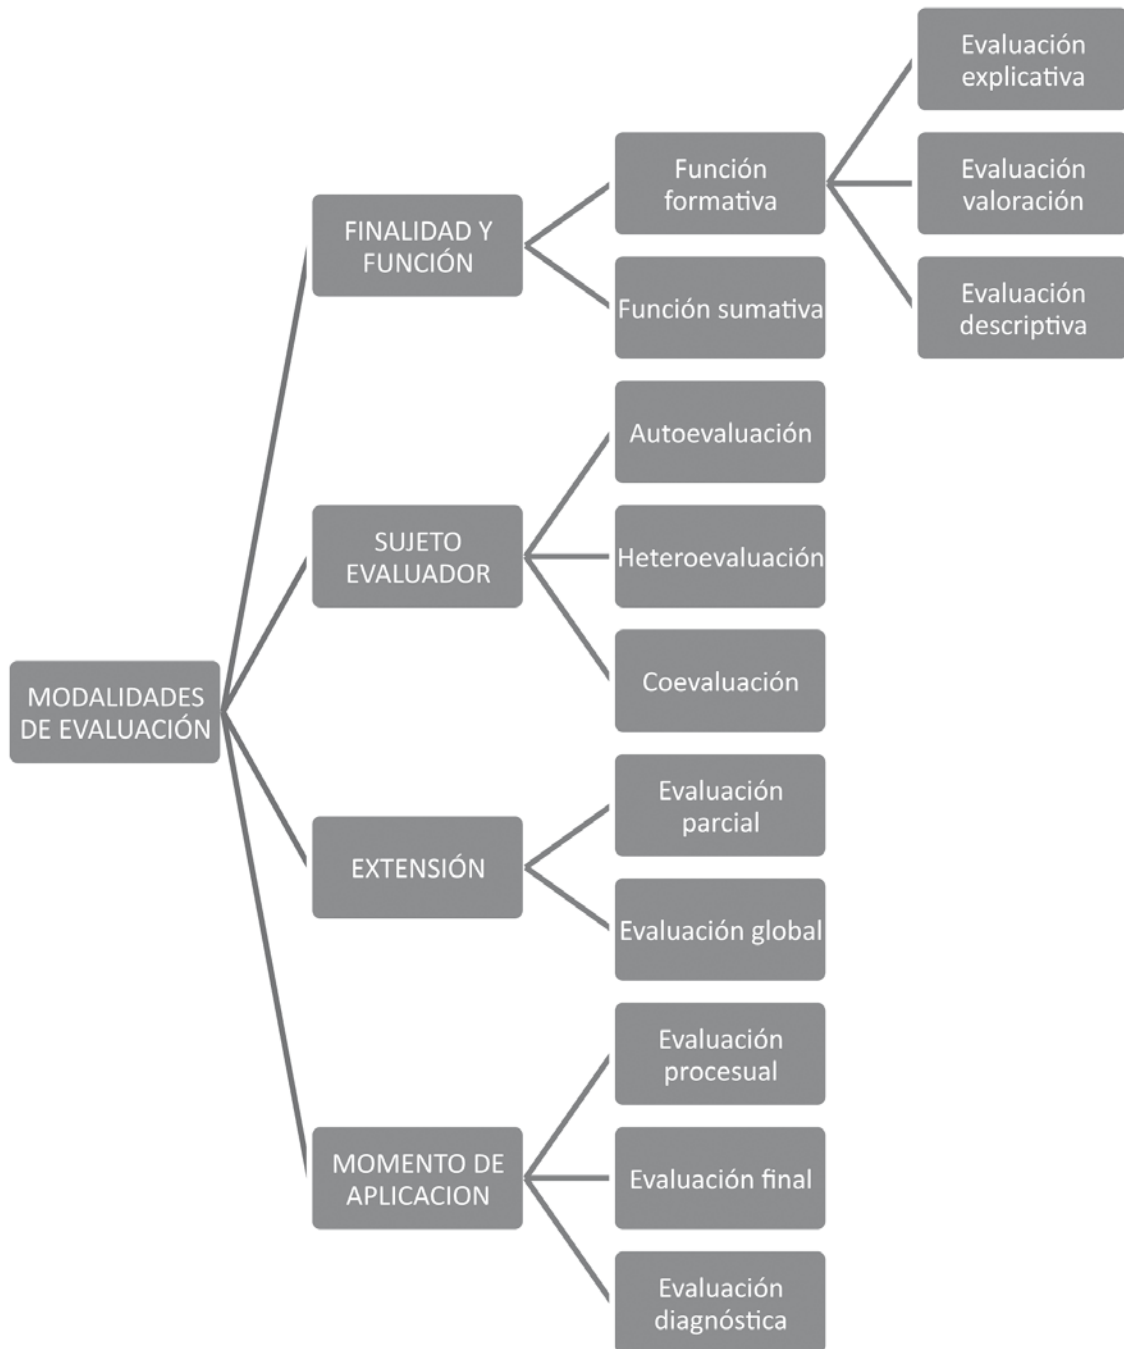 Evaluación
explicativa
Función
formativa
Evaluación
valoración
FINALIDAD Y
FUNCIÓN
Función sumativa
Evaluación
descriptiva
Autoevaluación
SUJETO
EVALUADOR
Heteroevaluación
Coevaluación
MODALIDADES
DE EVALUACIÓN
Evaluación
parcial
EXTENSIÓN
Evaluación global
Evaluación
procesual
MOMENTO DE
APLICACION
Evaluación final
Evaluación
diagnóstica